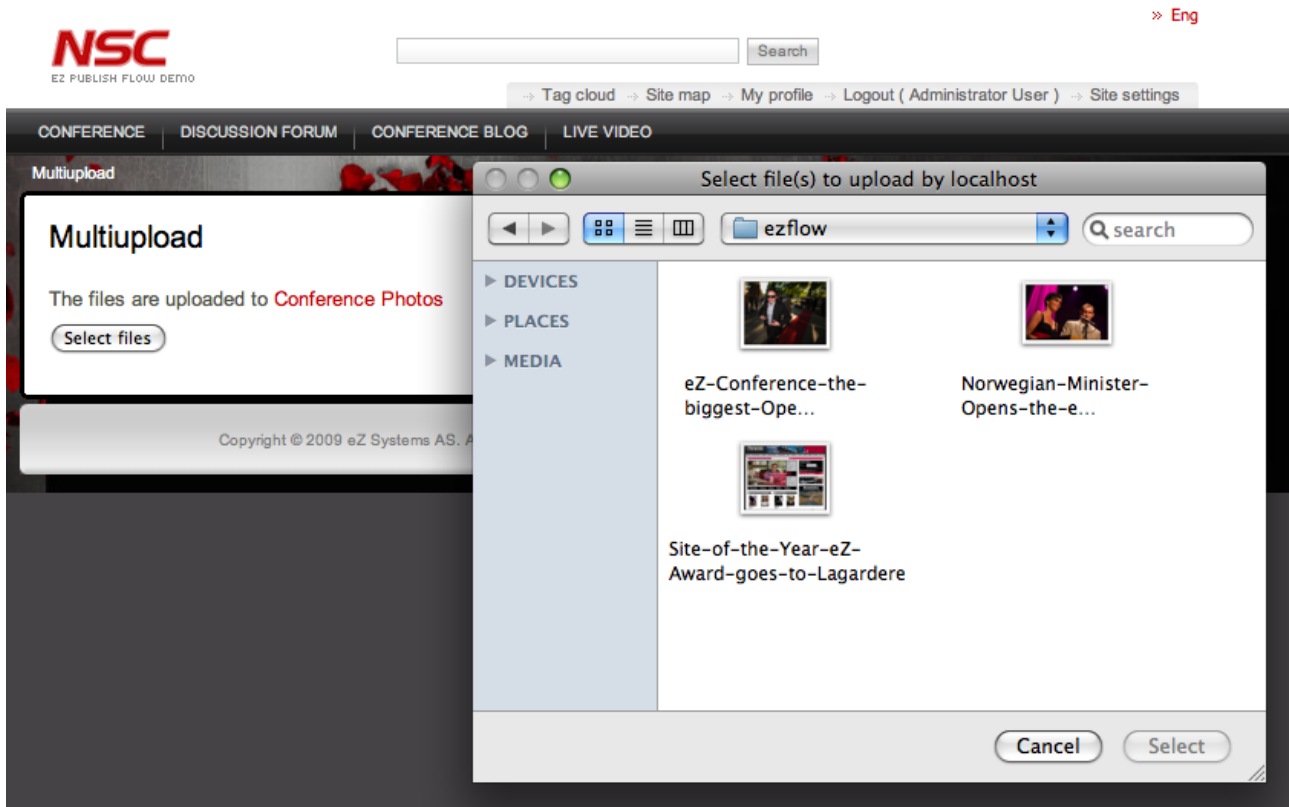 » Eng
NSC
EZ PUBLISH FLOW DEMO
Search
Tag cloud Site map My profile Logout ( Administrator User ) Site settings
CONFERENCE DISCUSSION FORUM CONFERENCE BLOG LIVE VIDEO
Multiupload
Multiupload
The files are uploaded to Conference Photos
Select files
Copyright © 2009 eZ Systems AS. A
Select file(s) to upload by localhost
ezflow
search
DEVICES
PLACES
MEDIA
eZ-Conference-the-
biggest-Ope...
Norwegian-Minister-
Opens-the-e...
Site-of-the-Year-eZ-
Award-goes-to-Lagardere
Cancel Select